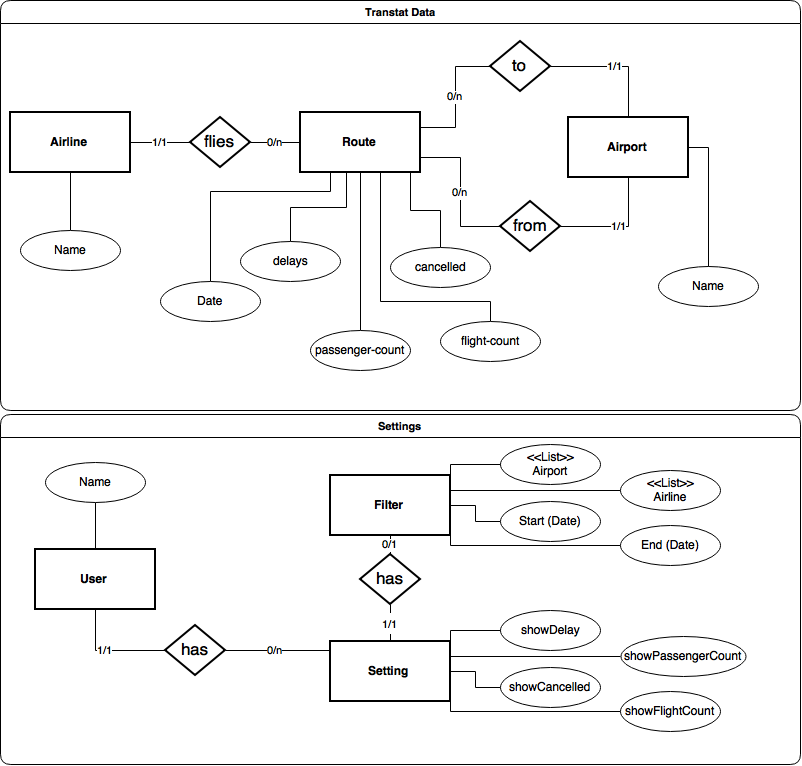 Transtat Data
to
1/1
0/n
Airline
1/1
flies
0/n
Route
Airport
0/n
from
1/1
Name
delays
cancelled
Date
Name
passenger-count
flight-count
Settings
Name
<<List>>
Airport
<<List>>
Airline
Filter
Start (Date)
End (Date)
0/1
User
has
1/1
showDelay
1/1
has
0/n
Setting
showPassengerCount
showCancelled
showFlightCount